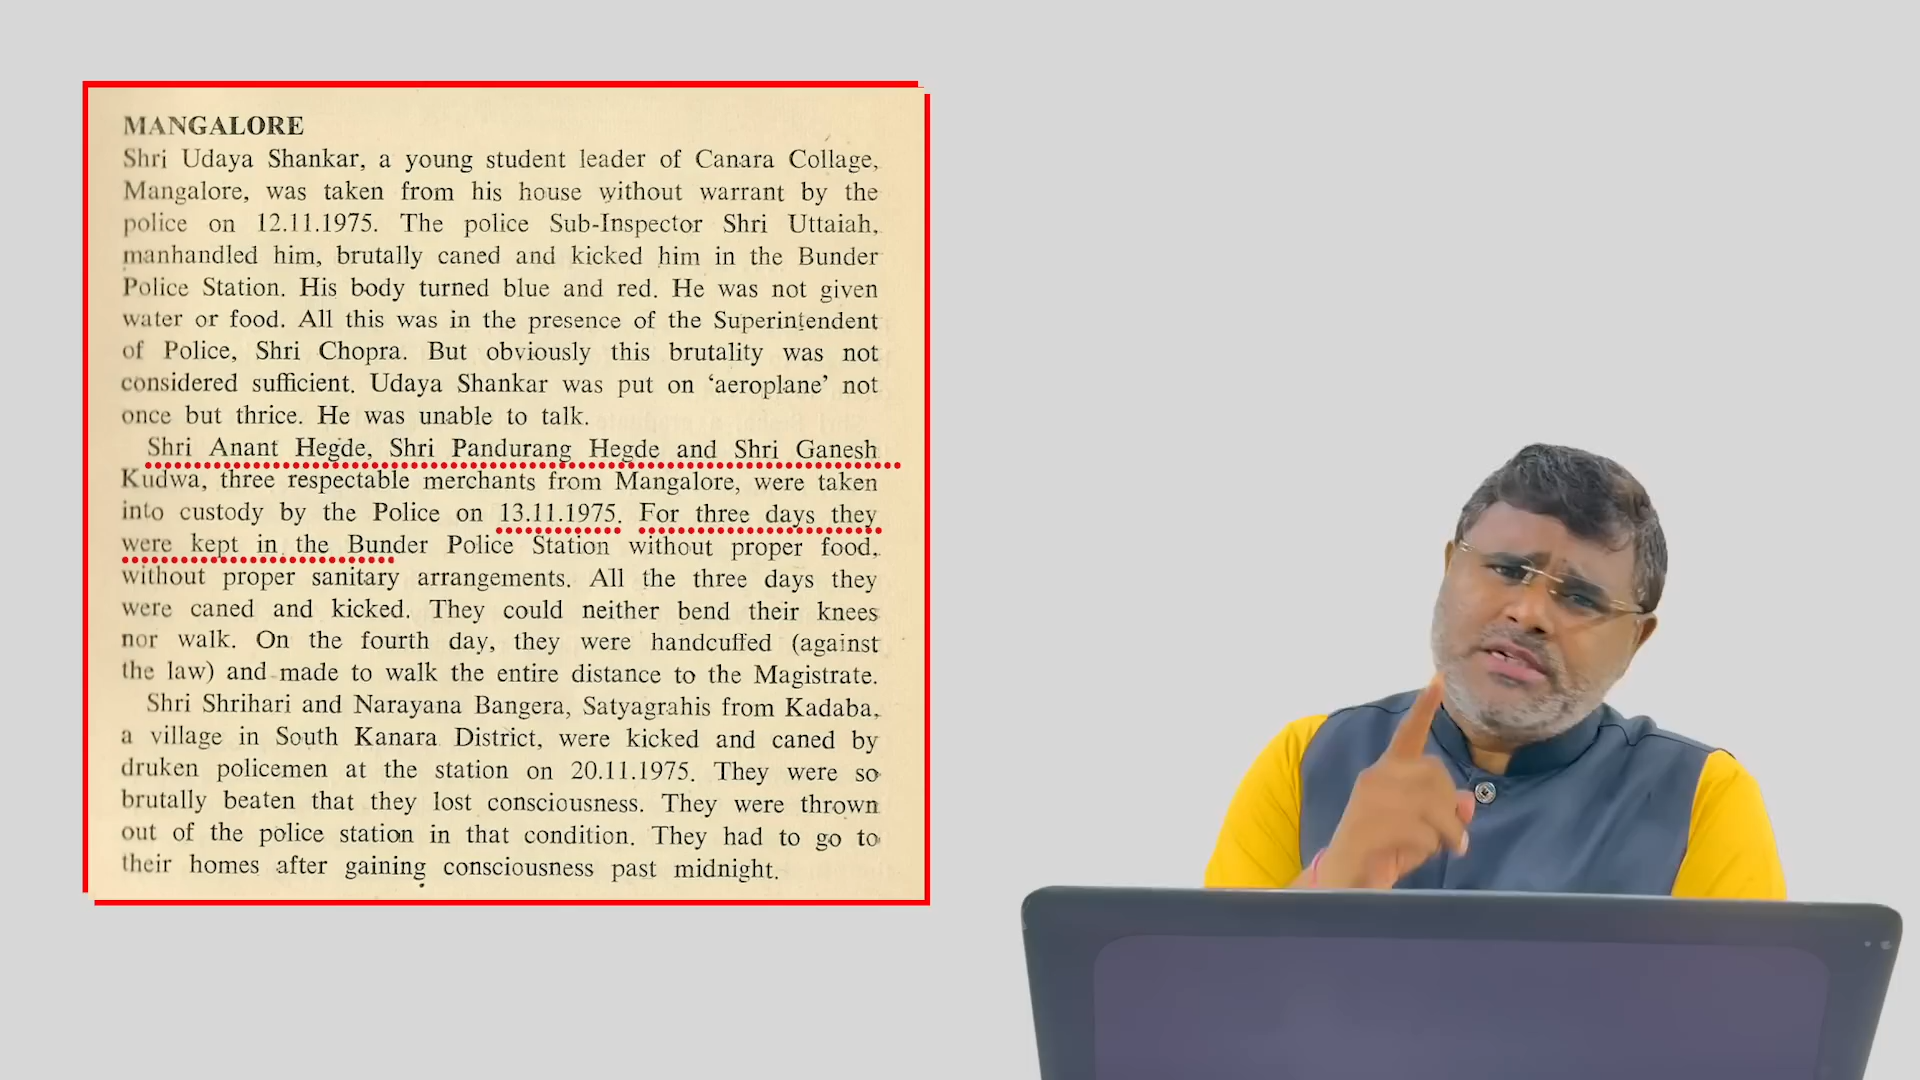 MANGALORE
Shri Udaya Shankar, a young student leader of Canara Collage,
Mangalore, was taken from his house without warrant by the
police on 12.11.1975. The police Sub-Inspector Shri Uttaiah,
manhandled him, brutally caned and kicked him in the Bunder
Police Station. His body turned blue and red. He was not given
water or food. All this was in the presence of the Superintendent
of Police, Shri Chopra. But obviously this brutality was not
considered sufficient. Udaya Shankar was put on ‘aeroplane’ not
once but thrice. He was unable to talk.
Shri Anant Hegde, Shri Pandurang Hegde and Shri Ganesh
Kudwa, three respectable merchants from Mangalore, were taken
into custody by the Police on 13.11.1975. For three days they
were kept in the Bunder Police Station without proper food,
without proper sanitary arrangements. All the three days they
were caned and kicked. They could neither bend their knees
nor walk. On the fourth day, they were handcuffed (against
the law) and made to walk the entire distance to the Magistrate.
Shri Shrihari and Narayana Bangera, Satyagrahis from Kadaba,
a village in South Kanara District, were kicked and caned by
druken policemen at the station on 20.11.1975. They were so
brutally beaten that they lost consciousness. They were thrown
out of the police station in that condition. They had to go to
their homes after gaining consciousness past midnight.